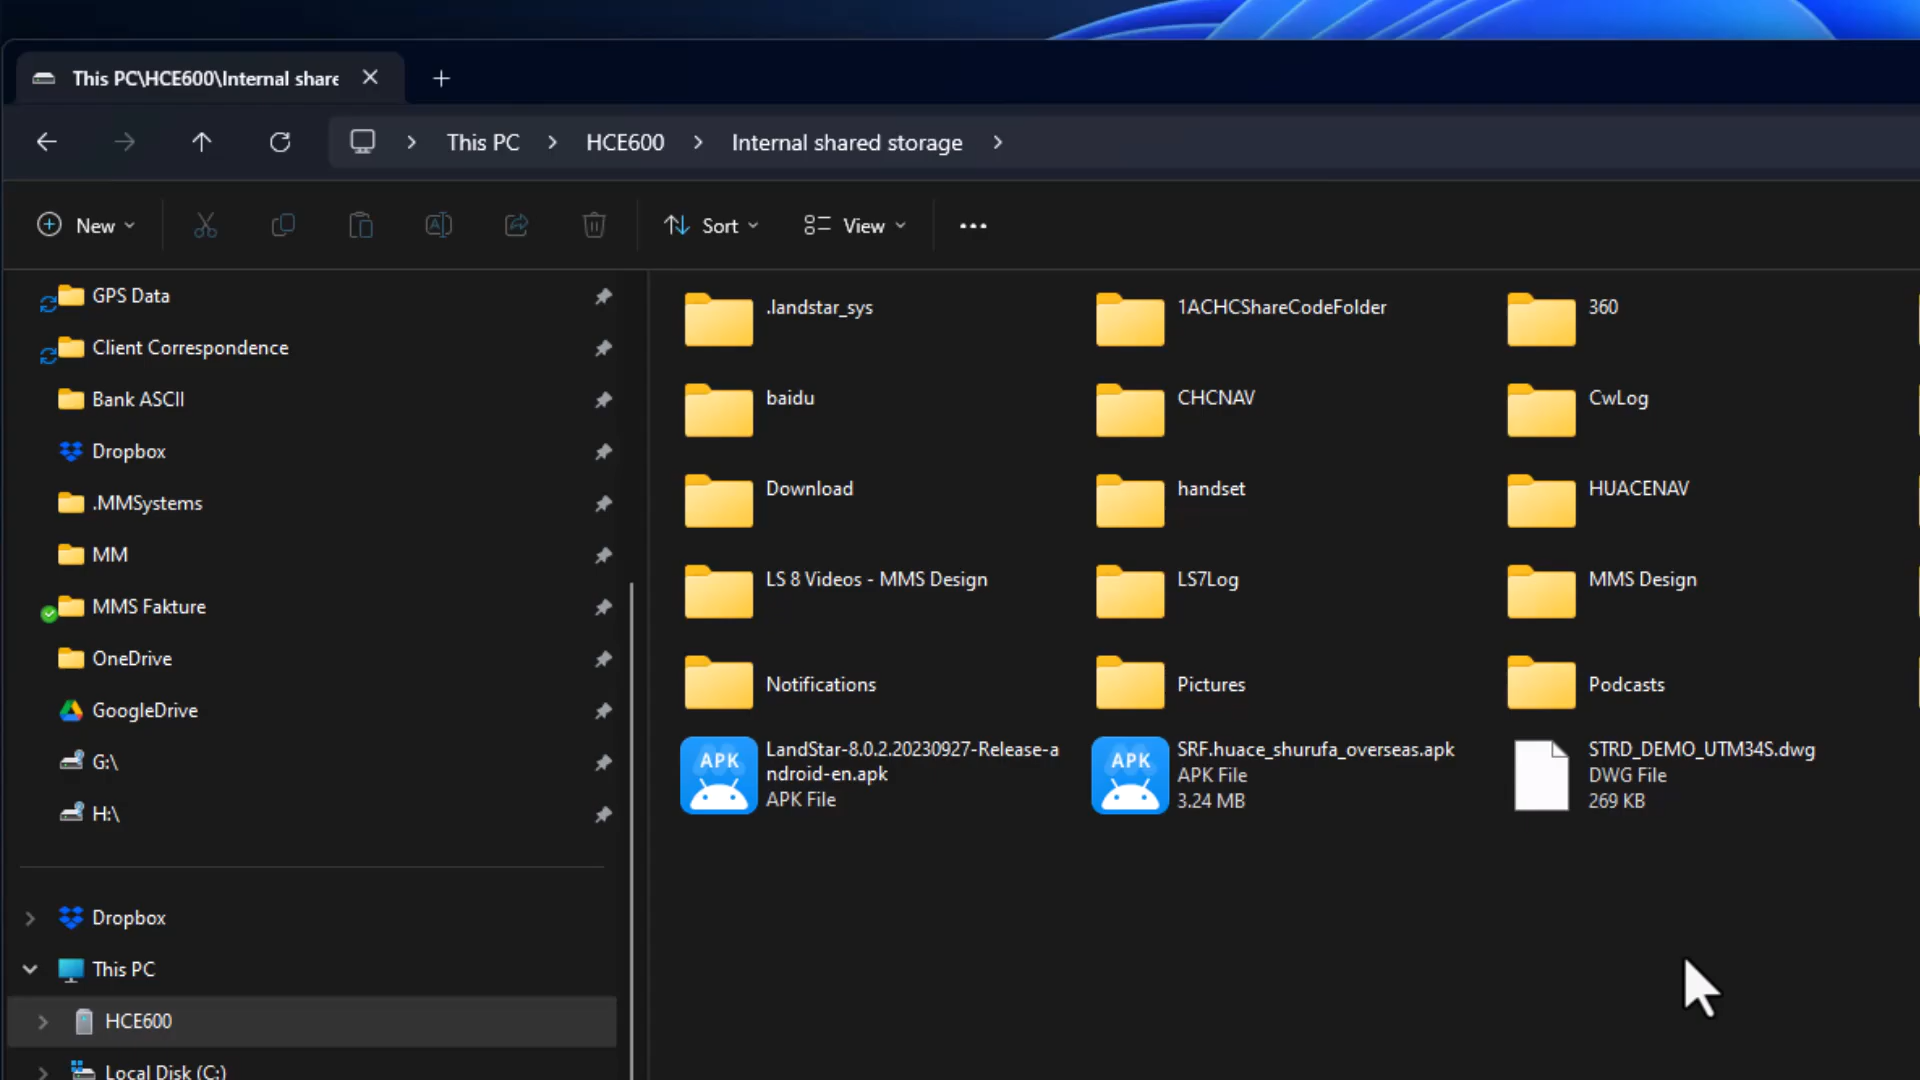 This PC\HCE600\Internal share
This PC
HCE600
Internal shared storage
New
Sort
View
GPS Data
Client Correspondence
Bank ASCII
Dropbox
.MMSystems
MM
MMS Fakture
OneDrive
GoogleDrive
G:\
H:\
Dropbox
This PC
HCE600
Local Disk (C:)
.landstar_sys
1ACHCShareCodeFolder
360
baidu
CHCNAV
CwLog
Download
handset
HUACENAV
LS 8 Videos - MMS Design
LS7Log
MMS Design
Notifications
Pictures
Podcasts
APK
LandStar-8.0.2.20230927-Release-a
ndroid-en.apk
APK File
APK
SRF.huace_shurufa_overseas.apk
APK File
3.24 MB
STRD_DEMO_UTM34S.dwg
DWG File
269 KB